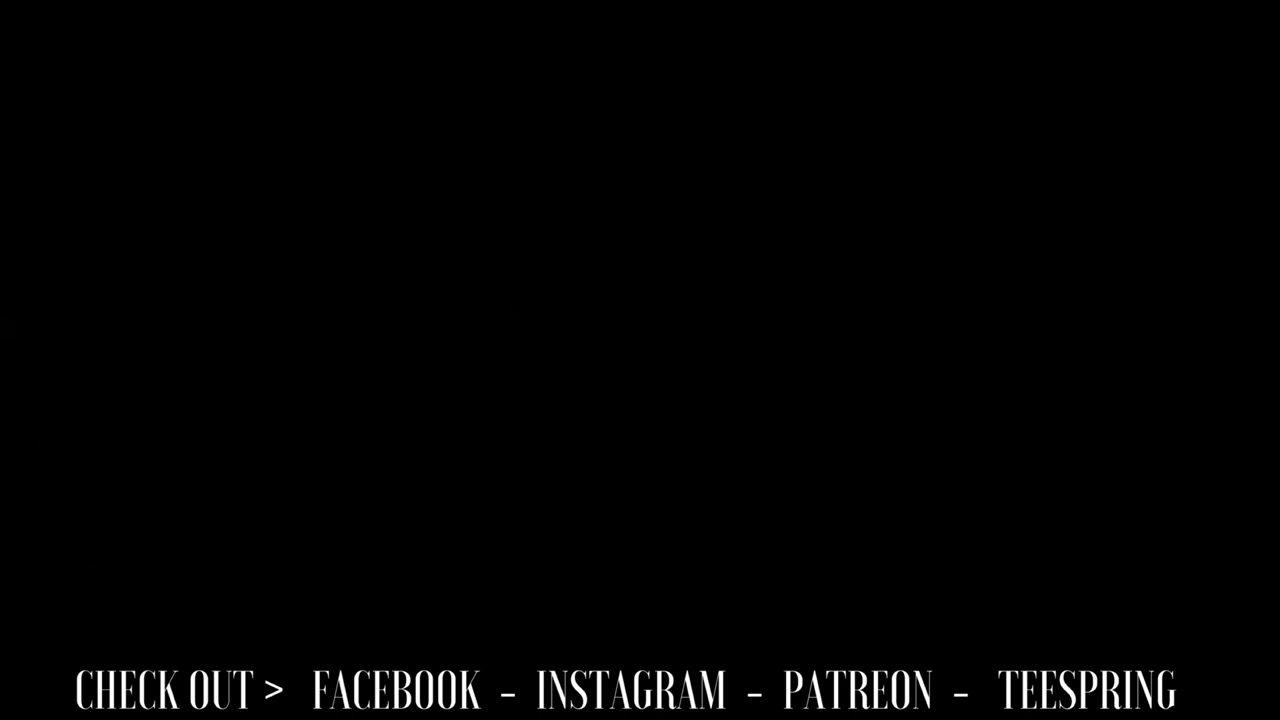 CHECK OUT > FACEBOOK - INSTAGRAM - PATREON - TEESPRING